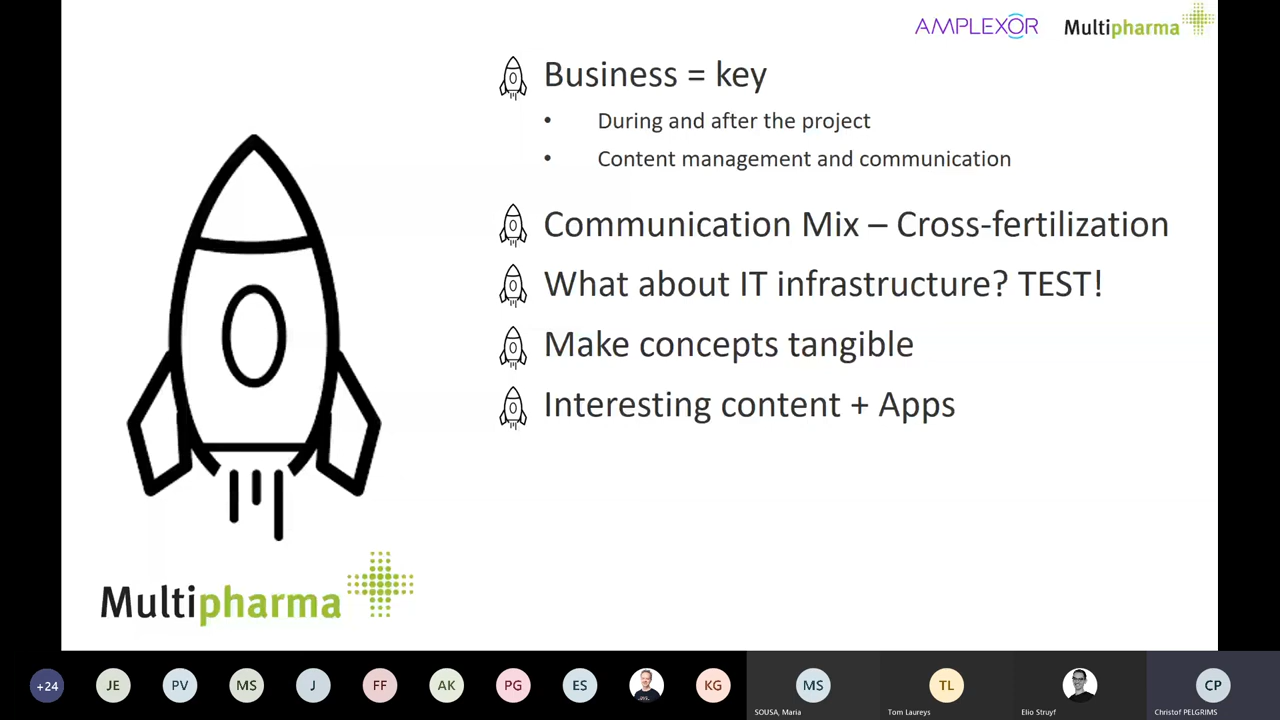 AMPLEXOR
Multipharma
Business = key
• During and after the project
• Content management and communication
Communication Mix – Cross-fertilization
What about IT infrastructure? TEST!
Make concepts tangible
Interesting content + Apps
Multipharma
+24
JE
PV
MS
J
FF
AK
PG
ES
KG
MS
SOUSA, Maria
TL
Tom Laureys
Elio Struyf
CP
Christof PELGRIMS